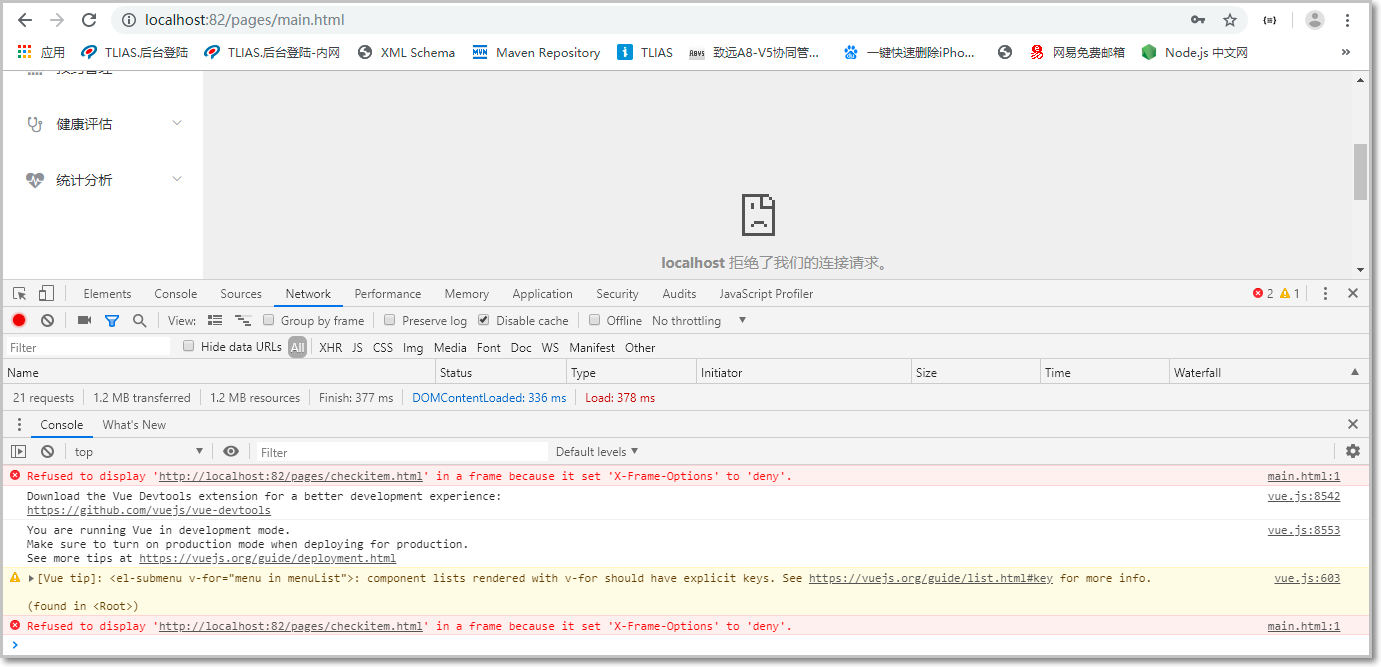 localhost:82/pages/main.html
应用 TLIAS.后台登陆 TLIAS.后台登陆-内网 XML Schema MVN Maven Repository TLIAS 致远A8-V5协同管... 一键快速删除iPho... 网易免费邮箱 Node.js 中文网 »
健康评估
统计分析
localhost 拒绝了我们的连接请求。
Elements Console Sources Network Performance Memory Application Security Audits JavaScript Profiler 2 1
View: Group by frame Preserve log Disable cache Offline No throttling
Filter Hide data URLs All XHR JS CSS Img Media Font Doc WS Manifest Other
Name Status Type Initiator Size Time Waterfall
21 requests 1.2 MB transferred 1.2 MB resources Finish: 377 ms DOMContentLoaded: 336 ms Load: 378 ms
Console What's New
top Filter Default levels
Refused to display 'http://localhost:82/pages/checkitem.html' in a frame because it set 'X-Frame-Options' to 'deny'. main.html:1
Download the Vue Devtools extension for a better development experience: vue.js:8542
https://github.com/vuejs/vue-devtools
You are running Vue in development mode. vue.js:8553
Make sure to turn on production mode when deploying for production.
See more tips at https://vuejs.org/guide/deployment.html
[Vue tip]: <el-submenu v-for="menu in menuList">: component lists rendered with v-for should have explicit keys. See https://vuejs.org/guide/list.html#key for more info. vue.js:603
(found in <Root>)
Refused to display 'http://localhost:82/pages/checkitem.html' in a frame because it set 'X-Frame-Options' to 'deny'. main.html:1